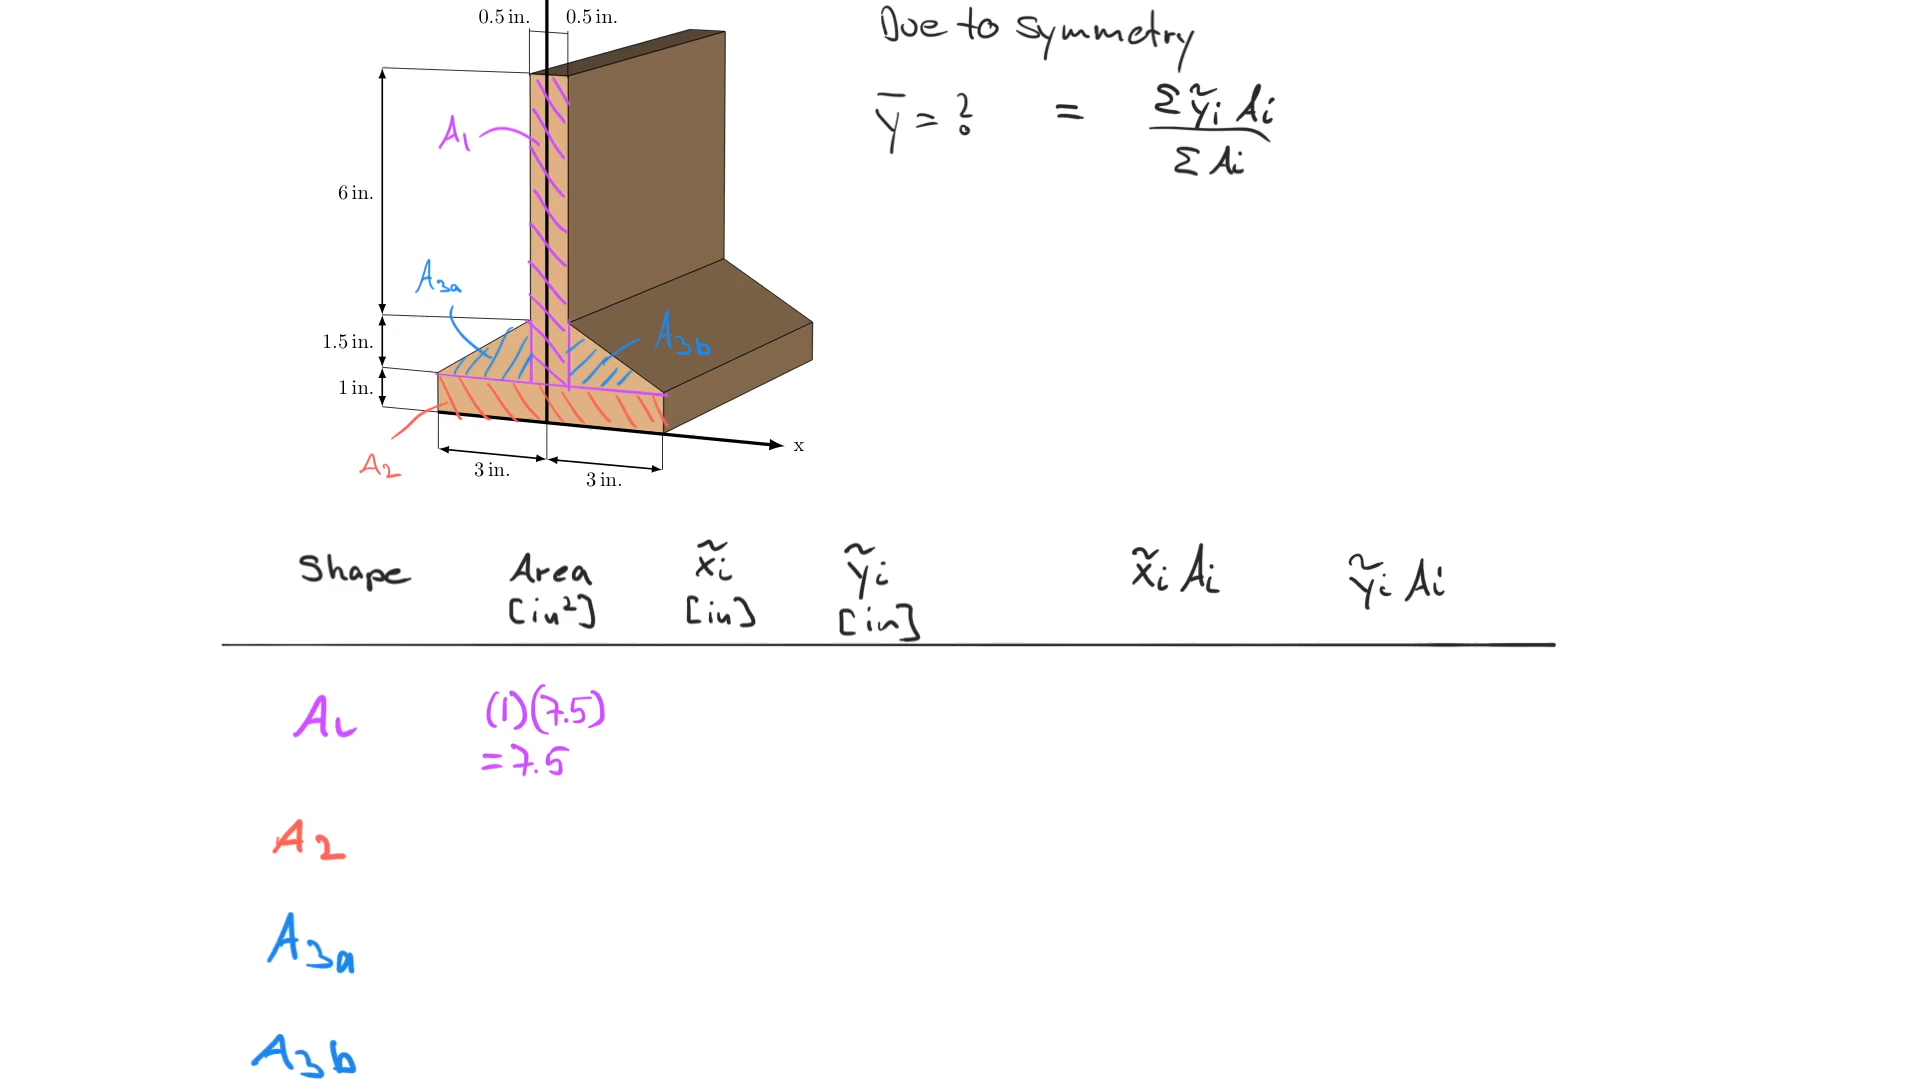 0.5 in. 0.5 in.
Due to symmetry
ȳ = ? = Σ ỹi Ai / Σ Ai
A1
6 in.
A3a
A3b
1.5 in.
1 in.
x
A2
3 in.
3 in.
Shape Area x̃i ỹi x̃i Ai ỹi Ai
[in²] [in] [in]
A1 (1)(7.5)
= 7.5
A2
A3a
A3b